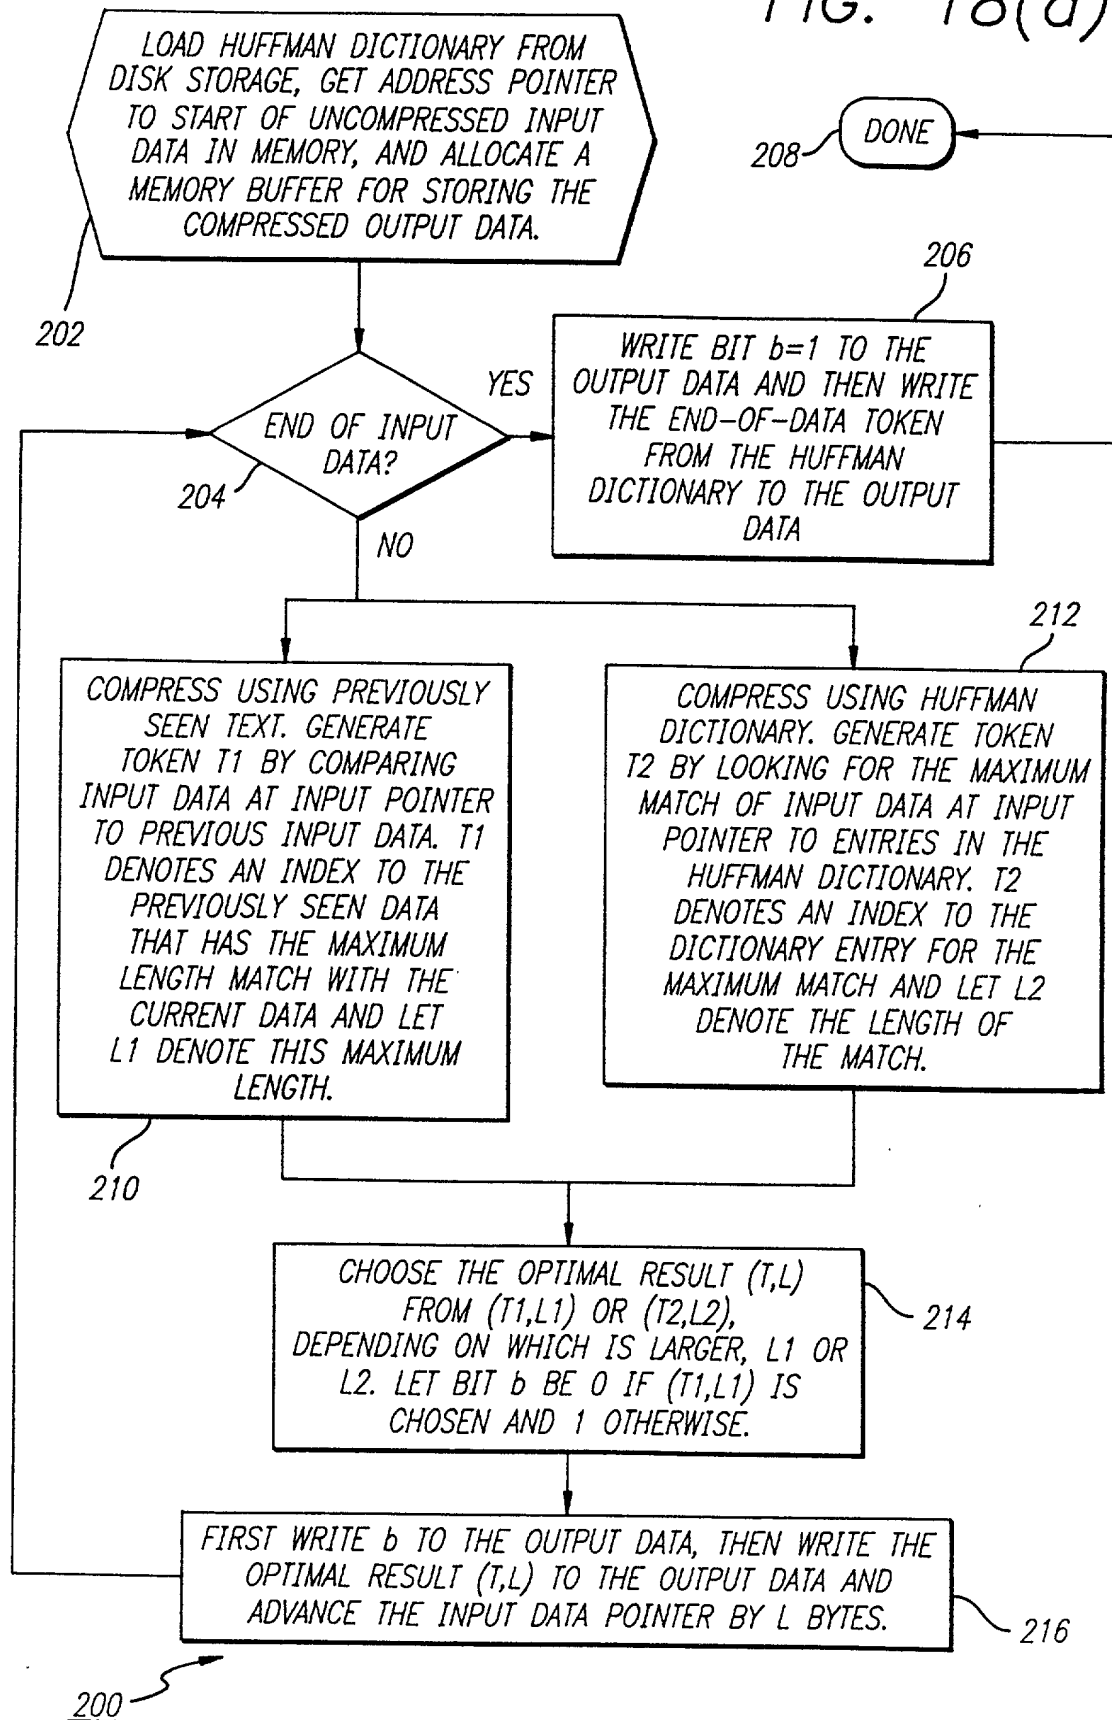 FIG. 18(a)
LOAD HUFFMAN DICTIONARY FROM
DISK STORAGE, GET ADDRESS POINTER
TO START OF UNCOMPRESSED INPUT
DATA IN MEMORY, AND ALLOCATE A
MEMORY BUFFER FOR STORING THE
COMPRESSED OUTPUT DATA.
202
DONE
208
206
WRITE BIT b=1 TO THE
OUTPUT DATA AND THEN WRITE
THE END-OF-DATA TOKEN
FROM THE HUFFMAN
DICTIONARY TO THE OUTPUT
DATA
YES
END OF INPUT
DATA?
204
NO
COMPRESS USING PREVIOUSLY
SEEN TEXT. GENERATE
TOKEN T1 BY COMPARING
INPUT DATA AT INPUT POINTER
TO PREVIOUS INPUT DATA. T1
DENOTES AN INDEX TO THE
PREVIOUSLY SEEN DATA
THAT HAS THE MAXIMUM
LENGTH MATCH WITH THE
CURRENT DATA AND LET
L1 DENOTE THIS MAXIMUM
LENGTH.
210
212
COMPRESS USING HUFFMAN
DICTIONARY. GENERATE TOKEN
T2 BY LOOKING FOR THE MAXIMUM
MATCH OF INPUT DATA AT INPUT
POINTER TO ENTRIES IN THE
HUFFMAN DICTIONARY. T2
DENOTES AN INDEX TO THE
DICTIONARY ENTRY FOR THE
MAXIMUM MATCH AND LET L2
DENOTE THE LENGTH OF
THE MATCH.
CHOOSE THE OPTIMAL RESULT (T,L)
FROM (T1,L1) OR (T2,L2),
DEPENDING ON WHICH IS LARGER, L1 OR
L2. LET BIT b BE 0 IF (T1,L1) IS
CHOSEN AND 1 OTHERWISE.
214
FIRST WRITE b TO THE OUTPUT DATA, THEN WRITE THE
OPTIMAL RESULT (T,L) TO THE OUTPUT DATA AND
ADVANCE THE INPUT DATA POINTER BY L BYTES.
216
200